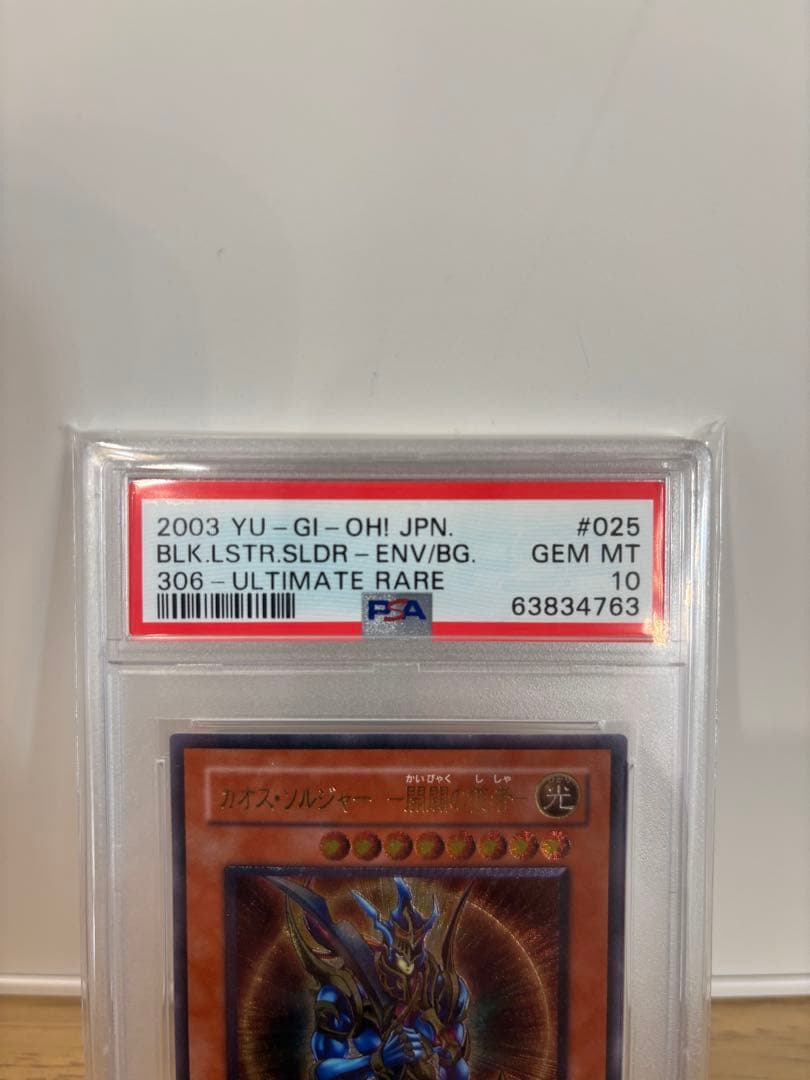 2003 YU-GI-OH! JPN. #025
BLK.LSTR.SLDR-ENV/BG. GEM MT
306-ULTIMATE RARE 10
PSA 63834763
かいびゃく ししゃ
カオス・ソルジャー -開闢の使者-
光